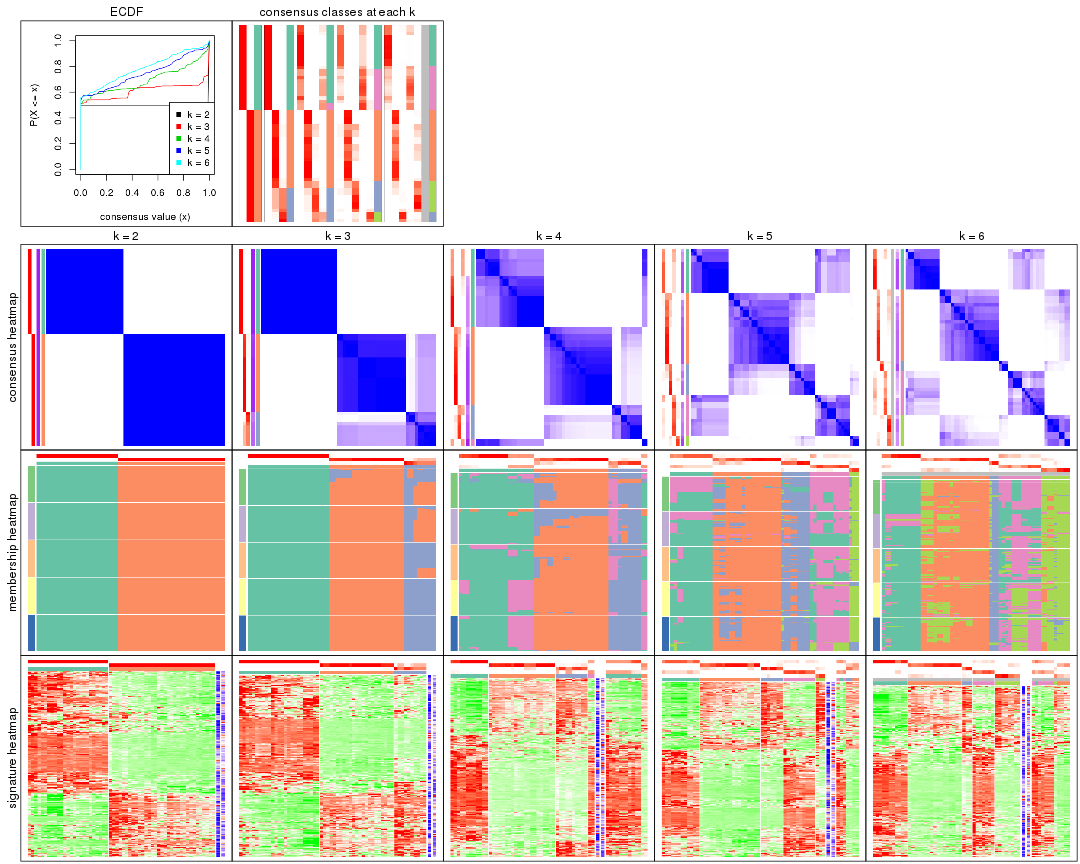 ECDF
consensus classes at each k
P(X <= x)
0.0
0.2
0.4
0.6
0.8
1.0
k = 2
k = 3
k = 4
k = 5
k = 6
0.0 0.2 0.4 0.6 0.8 1.0
consensus value (x)
k = 2
k = 3
k = 4
k = 5
k = 6
consensus heatmap
membership heatmap
signature heatmap